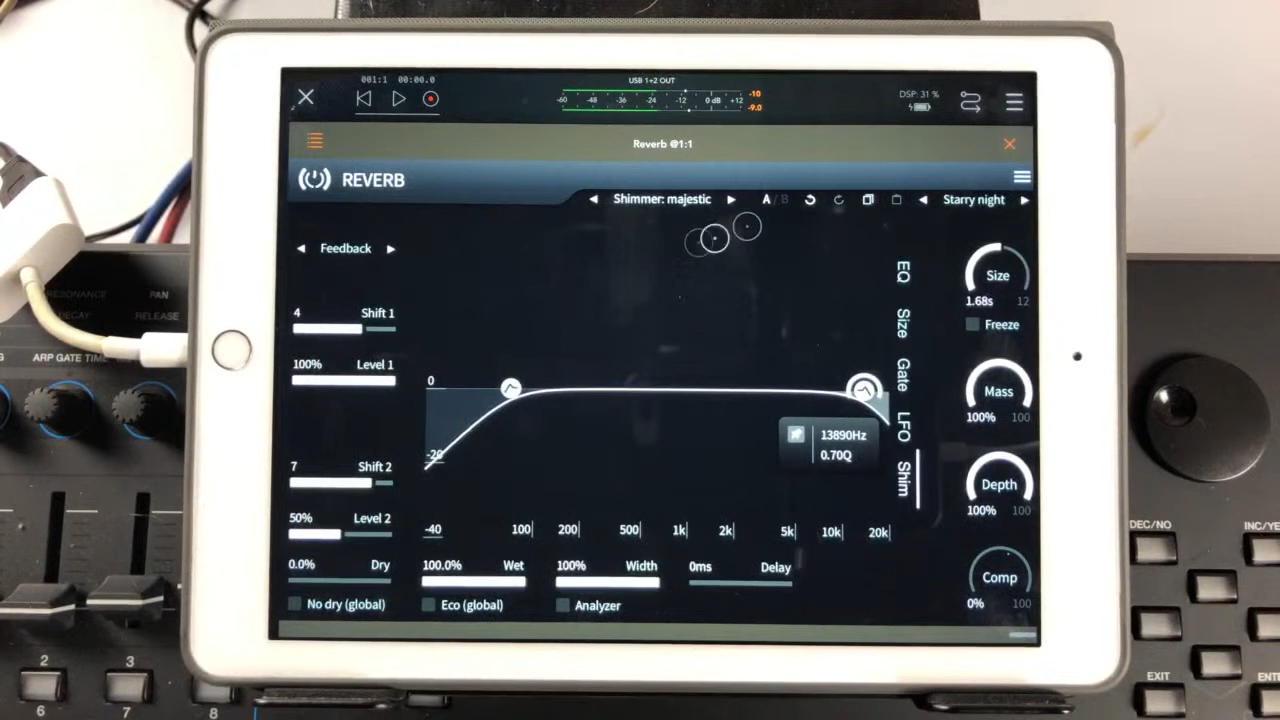 001:1 00:00.0
USB 1+2 OUT
-60 -48 -36 -24 -12 0 dB +12
-10
-9.0
DSP: 31 %
Reverb @1:1
REVERB
Shimmer: majestic
A / B
Starry night
Feedback
4 Shift 1
100% Level 1
7 Shift 2
50% Level 2
0.0% Dry
No dry (global)
0
-20
-40
100 200 500 1k 2k 5k 10k 20k
13890Hz
0.70Q
100.0% Wet
100% Width
0ms Delay
Eco (global)
Analyzer
EQ
Size
Gate
LFO
Shim
Size
1.68s 12
Freeze
Mass
100% 100
Depth
100% 100
Comp
0% 100
RESONANCE
PAN
DECAY
RELEASE
ARP GATE TIME
2
3
6
7
8
DEC/NO
INC/YE
EXIT
ENT